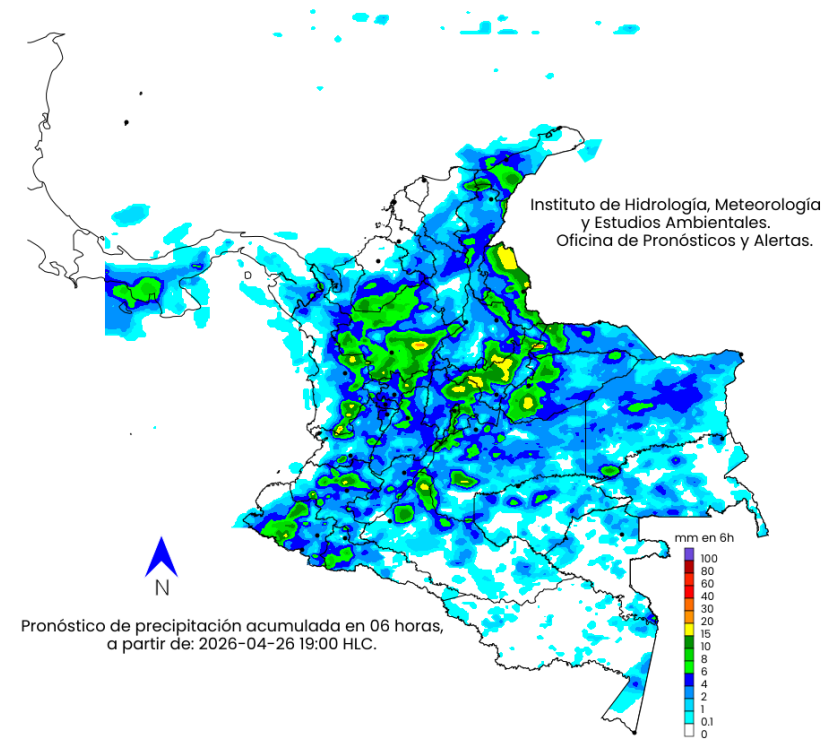 Instituto de Hidrología, Meteorología
y Estudios Ambientales.
Oficina de Pronósticos y Alertas.
mm en 6h
100
80
60
40
30
20
15
10
8
6
4
2
1
0.1
0
N
Pronóstico de precipitación acumulada en 06 horas,
a partir de: 2026-04-26 19:00 HLC.